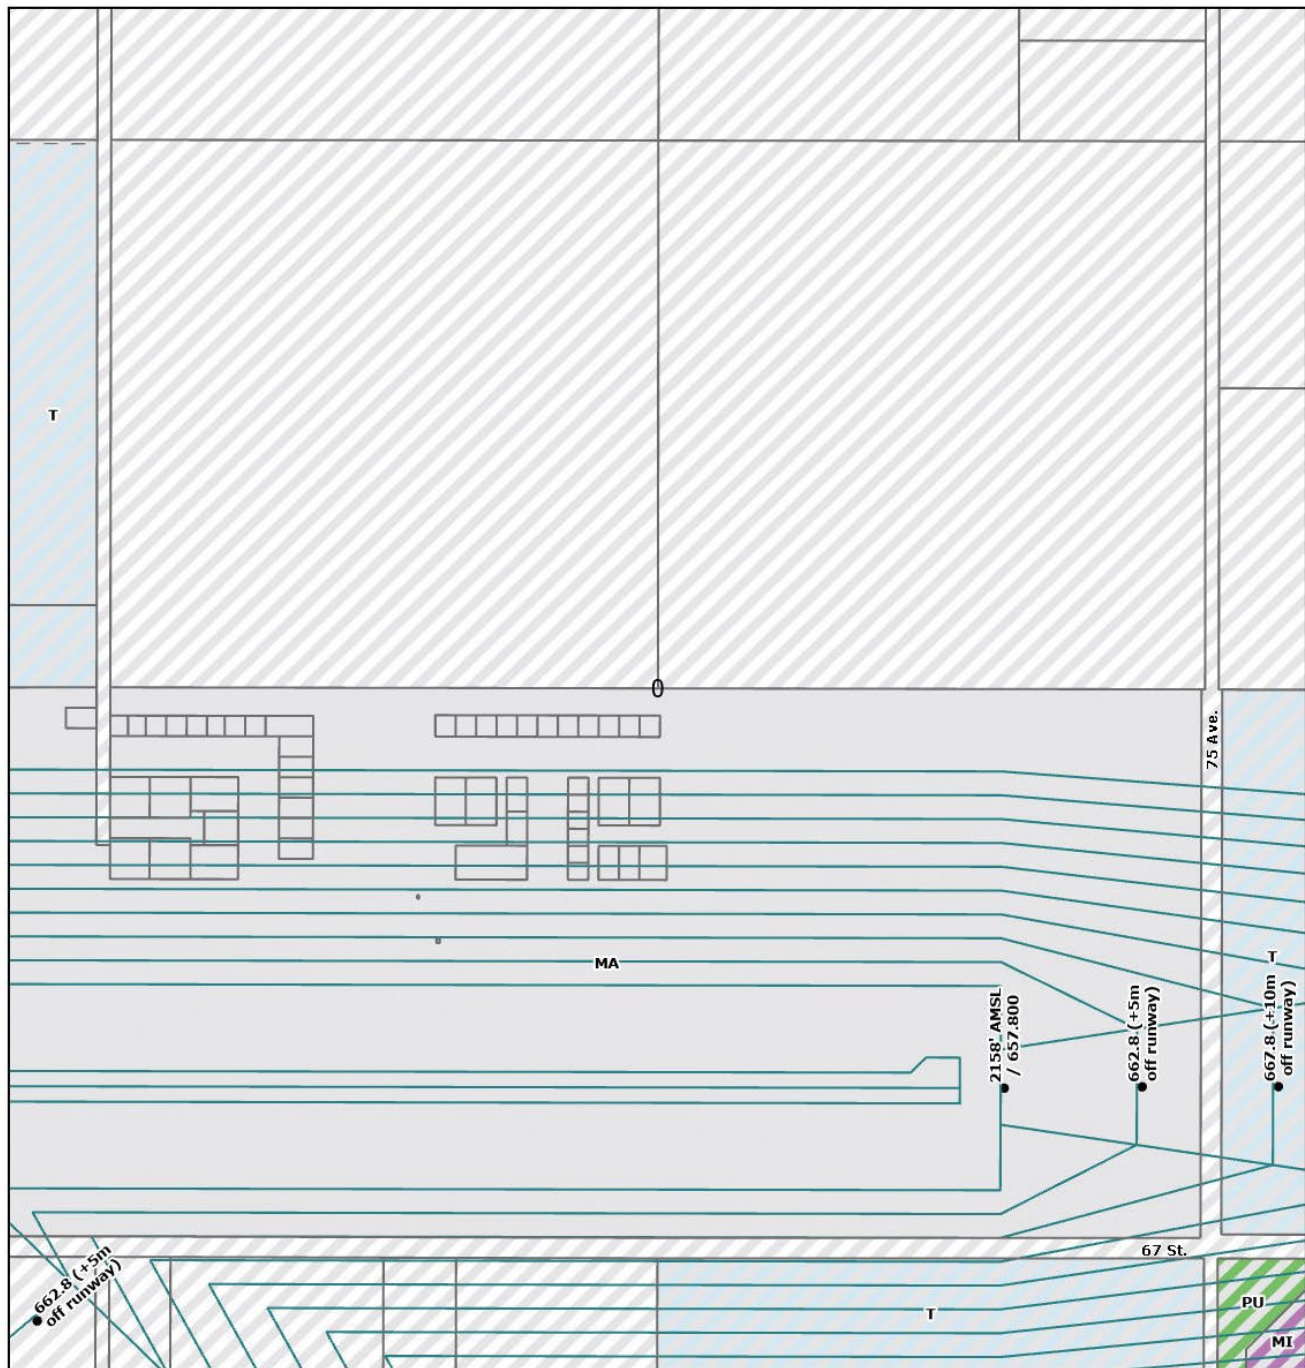 T
0
75 Ave.
MA
T
2158' AMSL
/ 657.800
662.8 (+5m
off runway)
667.8 (+10m
off runway)
67 St.
662.8 (+5m
off runway)
T
PU
MI